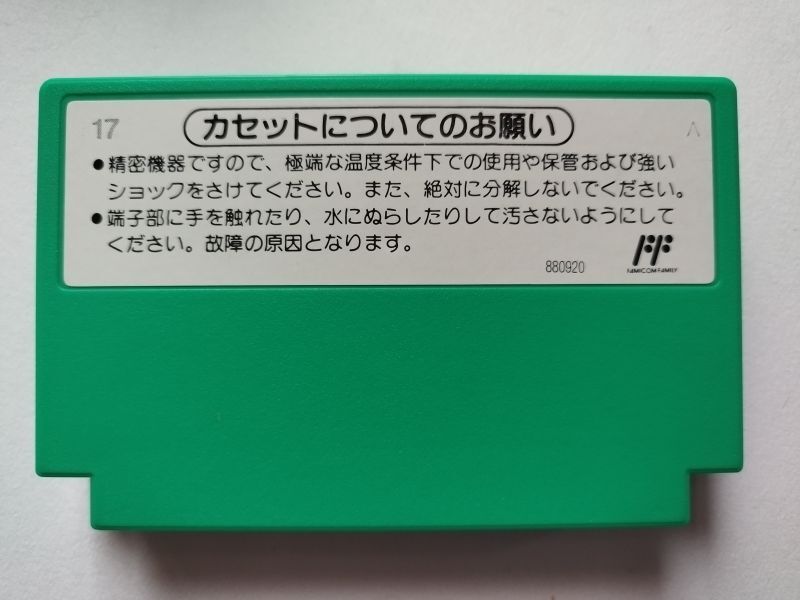 17
カセットについてのお願い
●精密機器ですので、極端な温度条件下での使用や保管および強い
ショックをさけてください。また、絶対に分解しないでください。
●端子部に手を触れたり、水にぬらしたりして汚さないようにして
ください。故障の原因となります。
880920
FF
FAMICOM FAMILY